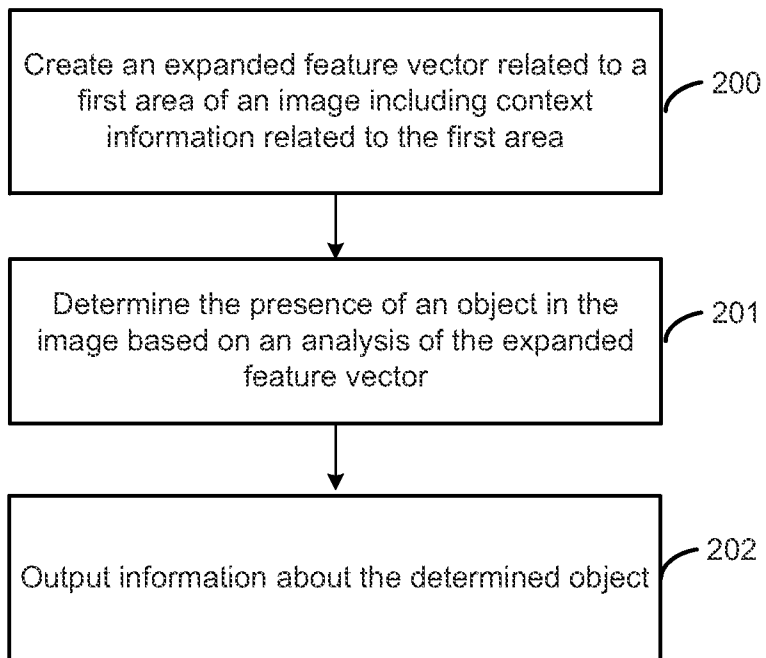 Create an expanded feature vector related to a
first area of an image including context
information related to the first area
200
Determine the presence of an object in the
image based on an analysis of the expanded
feature vector
201
Output information about the determined object
202